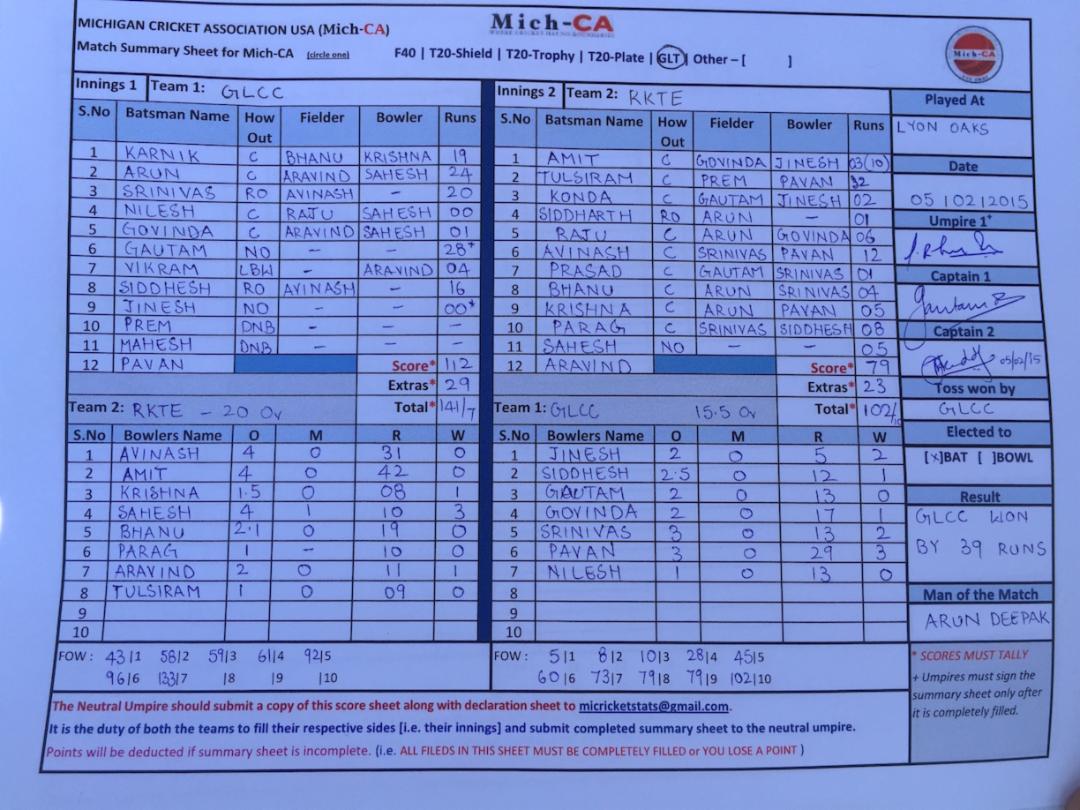 MICHIGAN CRICKET ASSOCIATION USA (Mich-CA)
Mich-CA
Match Summary Sheet for Mich-CA (circle one) F40 | T20-Shield | T20-Trophy | T20-Plate | GLT | Other – [ ]
Mich-CA
Innings 1 Team 1: GLCC
S.No Batsman Name How Out Fielder Bowler Runs
1 KARNIK C BHANU KRISHNA 19
2 ARUN C ARAVIND SAHESH 24
3 SRINIVAS RO AVINASH – 20
4 NILESH C RAJU SAHESH 00
5 GOVINDA C ARAVIND SAHESH 01
6 GAUTAM NO – – 28*
7 VIKRAM LBW – ARAVIND 04
8 SIDDHESH RO AVINASH – 16
9 JINESH NO – – 00*
10 PREM DNB – – –
11 MAHESH DNB – – –
12 PAVAN Score* 112
Extras* 29
Team 2: RKTE – 20 Ov Total* 141/7
S.No Bowlers Name O M R W
1 AVINASH 4 0 31 0
2 AMIT 4 0 42 0
3 KRISHNA 1.5 0 08 1
4 SAHESH 4 1 10 3
5 BHANU 2.1 0 19 0
6 PARAG 1 – 10 0
7 ARAVIND 2 0 11 1
8 TULSIRAM 1 0 09 0
9
10
FOW : 43/1 58/2 59/3 61/4 92/5
96/6 133/7 /8 /9 /10
Innings 2 Team 2: RKTE
S.No Batsman Name How Out Fielder Bowler Runs
1 AMIT C GOVINDA JINESH 03(10)
2 TULSIRAM C PREM PAVAN 32
3 KONDA C GAUTAM JINESH 02
4 SIDDHARTH RO ARUN – 01
5 RAJU C ARUN GOVINDA 06
6 AVINASH C SRINIVAS PAVAN 12
7 PRASAD C GAUTAM SRINIVAS 01
8 BHANU C ARUN SRINIVAS 04
9 KRISHNA C ARUN PAVAN 05
10 PARAG C SRINIVAS SIDDHESH 08
11 SAHESH NO – – 05
12 ARAVIND Score* 79
Extras* 23
Team 1: GLCC 15.5 Ov Total* 102/10
S.No Bowlers Name O M R W
1 JINESH 2 0 5 2
2 SIDDHESH 2.5 0 12 1
3 GAUTAM 2 0 13 0
4 GOVINDA 2 0 17 1
5 SRINIVAS 3 0 13 2
6 PAVAN 3 0 29 3
7 NILESH 1 0 13 0
8
9
10
FOW : 5/1 8/2 10/3 28/4 45/5
60/6 73/7 79/8 79/9 102/10
Played At
LYON OAKS
Date
05/02/2015
Umpire 1+
Captain 1
Captain 2
05/02/15
Toss won by
GLCC
Elected to
[x]BAT [ ]BOWL
Result
GLCC WON
BY 39 RUNS
Man of the Match
ARUN DEEPAK
* SCORES MUST TALLY
+ Umpires must sign the
summary sheet only after
it is completely filled.
The Neutral Umpire should submit a copy of this score sheet along with declaration sheet to micricketstats@gmail.com.
It is the duty of both the teams to fill their respective sides [i.e. their innings] and submit completed summary sheet to the neutral umpire.
Points will be deducted if summary sheet is incomplete. (i.e. ALL FILEDS IN THIS SHEET MUST BE COMPLETELY FILLED or YOU LOSE A POINT )